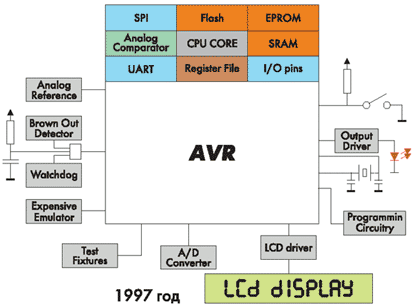 SPI
Flash
EPROM
Analog
Comparator
CPU CORE
SRAM
UART
Register File
I/O pins
Analog
Reference
Brown Out
Detector
Watchdog
Expensive
Emulator
AVR
Output
Driver
Programmin
Circuitry
Test
Fixtures
A/D
Converter
LCD driver
1997 год
LCd dISPLAY